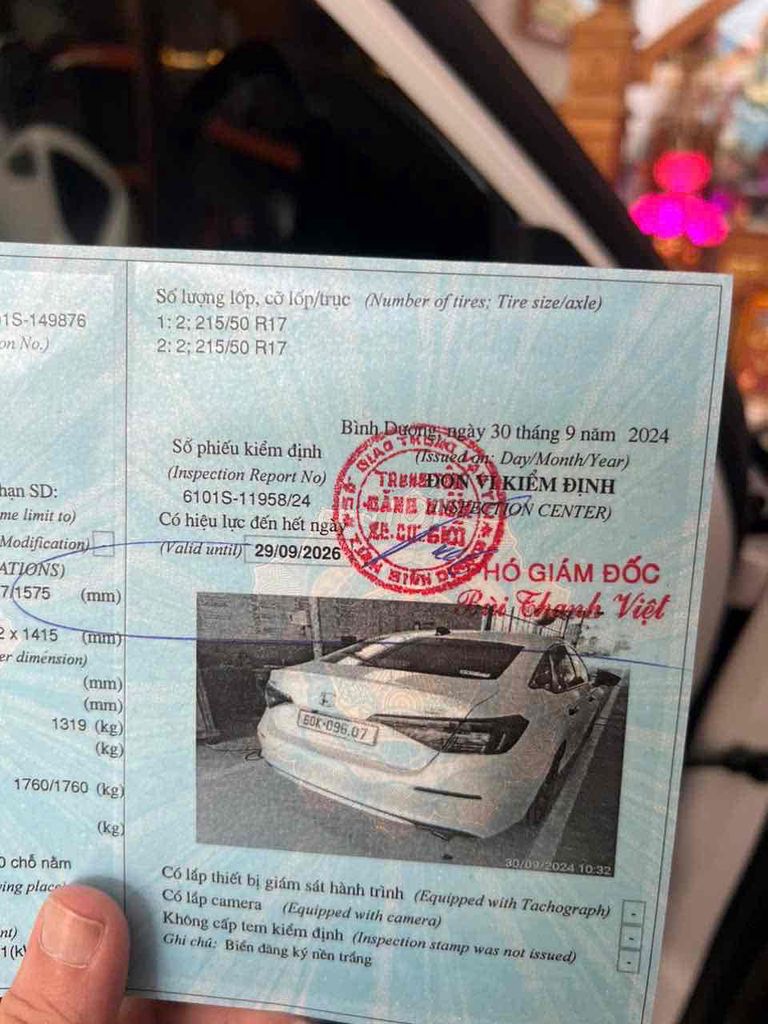 01S-149876
on No.)
hạn SD:
me limit to)
Modification)
ATIONS)
7/1575 (mm)
2 x 1415 (mm)
er dimension)
(mm)
(mm)
1319 (kg)
(kg)
1760/1760 (kg)
(kg)
0 chỗ nằm
ing place
nt)
Số lượng lốp, cỡ lốp/trục (Number of tires; Tire size/axle)
1: 2; 215/50 R17
2: 2; 215/50 R17
Bình Dương, ngày 30 tháng 9 năm 2024
(Issued on: Day/Month/Year)
Số phiếu kiểm định
(Inspection Report No)
6101S-11958/24
ĐƠN VỊ KIỂM ĐỊNH
(INSPECTION CENTER)
Có hiệu lực đến hết ngày
(Valid until) 29/09/2026
PHÓ GIÁM ĐỐC
Bùi Thanh Việt
60K-096.07
30/09/2024 10:32
Có lắp thiết bị giám sát hành trình (Equipped with Tachograph) -
Có lắp camera (Equipped with camera) -
Không cấp tem kiểm định (Inspection stamp was not issued) -
Ghi chú: Biển đăng ký nền trắng